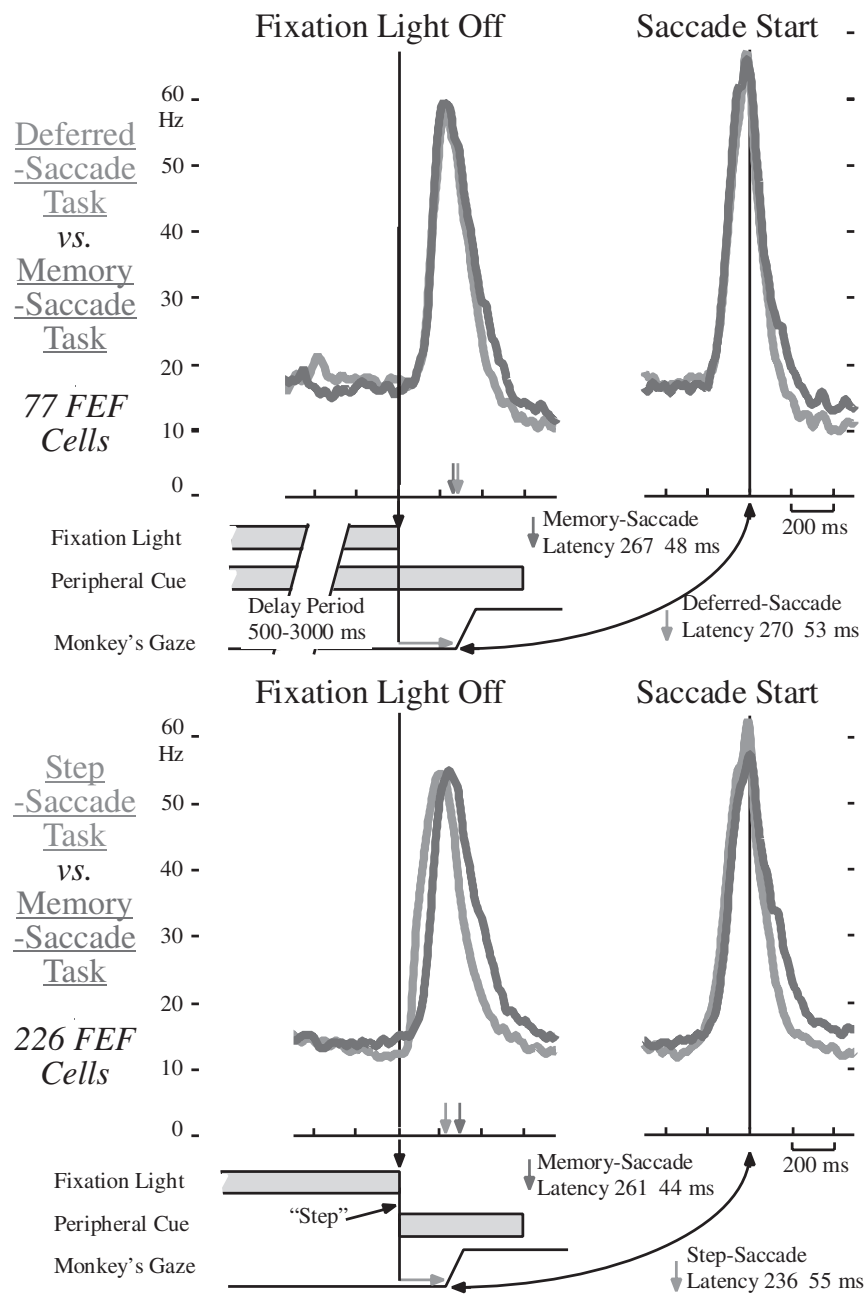 Fixation Light Off
Saccade Start
Deferred
-Saccade
Task
vs.
Memory
-Saccade
Task
77 FEF
Cells
60
Hz
50
40
30
20
10
0
200 ms
Fixation Light
Peripheral Cue
Delay Period
500-3000 ms
Monkey's Gaze
Memory-Saccade
Latency 267 48 ms
Deferred-Saccade
Latency 270 53 ms
Fixation Light Off
Saccade Start
Step
-Saccade
Task
vs.
Memory
-Saccade
Task
226 FEF
Cells
60
Hz
50
40
30
20
10
0
200 ms
Fixation Light
"Step"
Peripheral Cue
Monkey's Gaze
Memory-Saccade
Latency 261 44 ms
Step-Saccade
Latency 236 55 ms